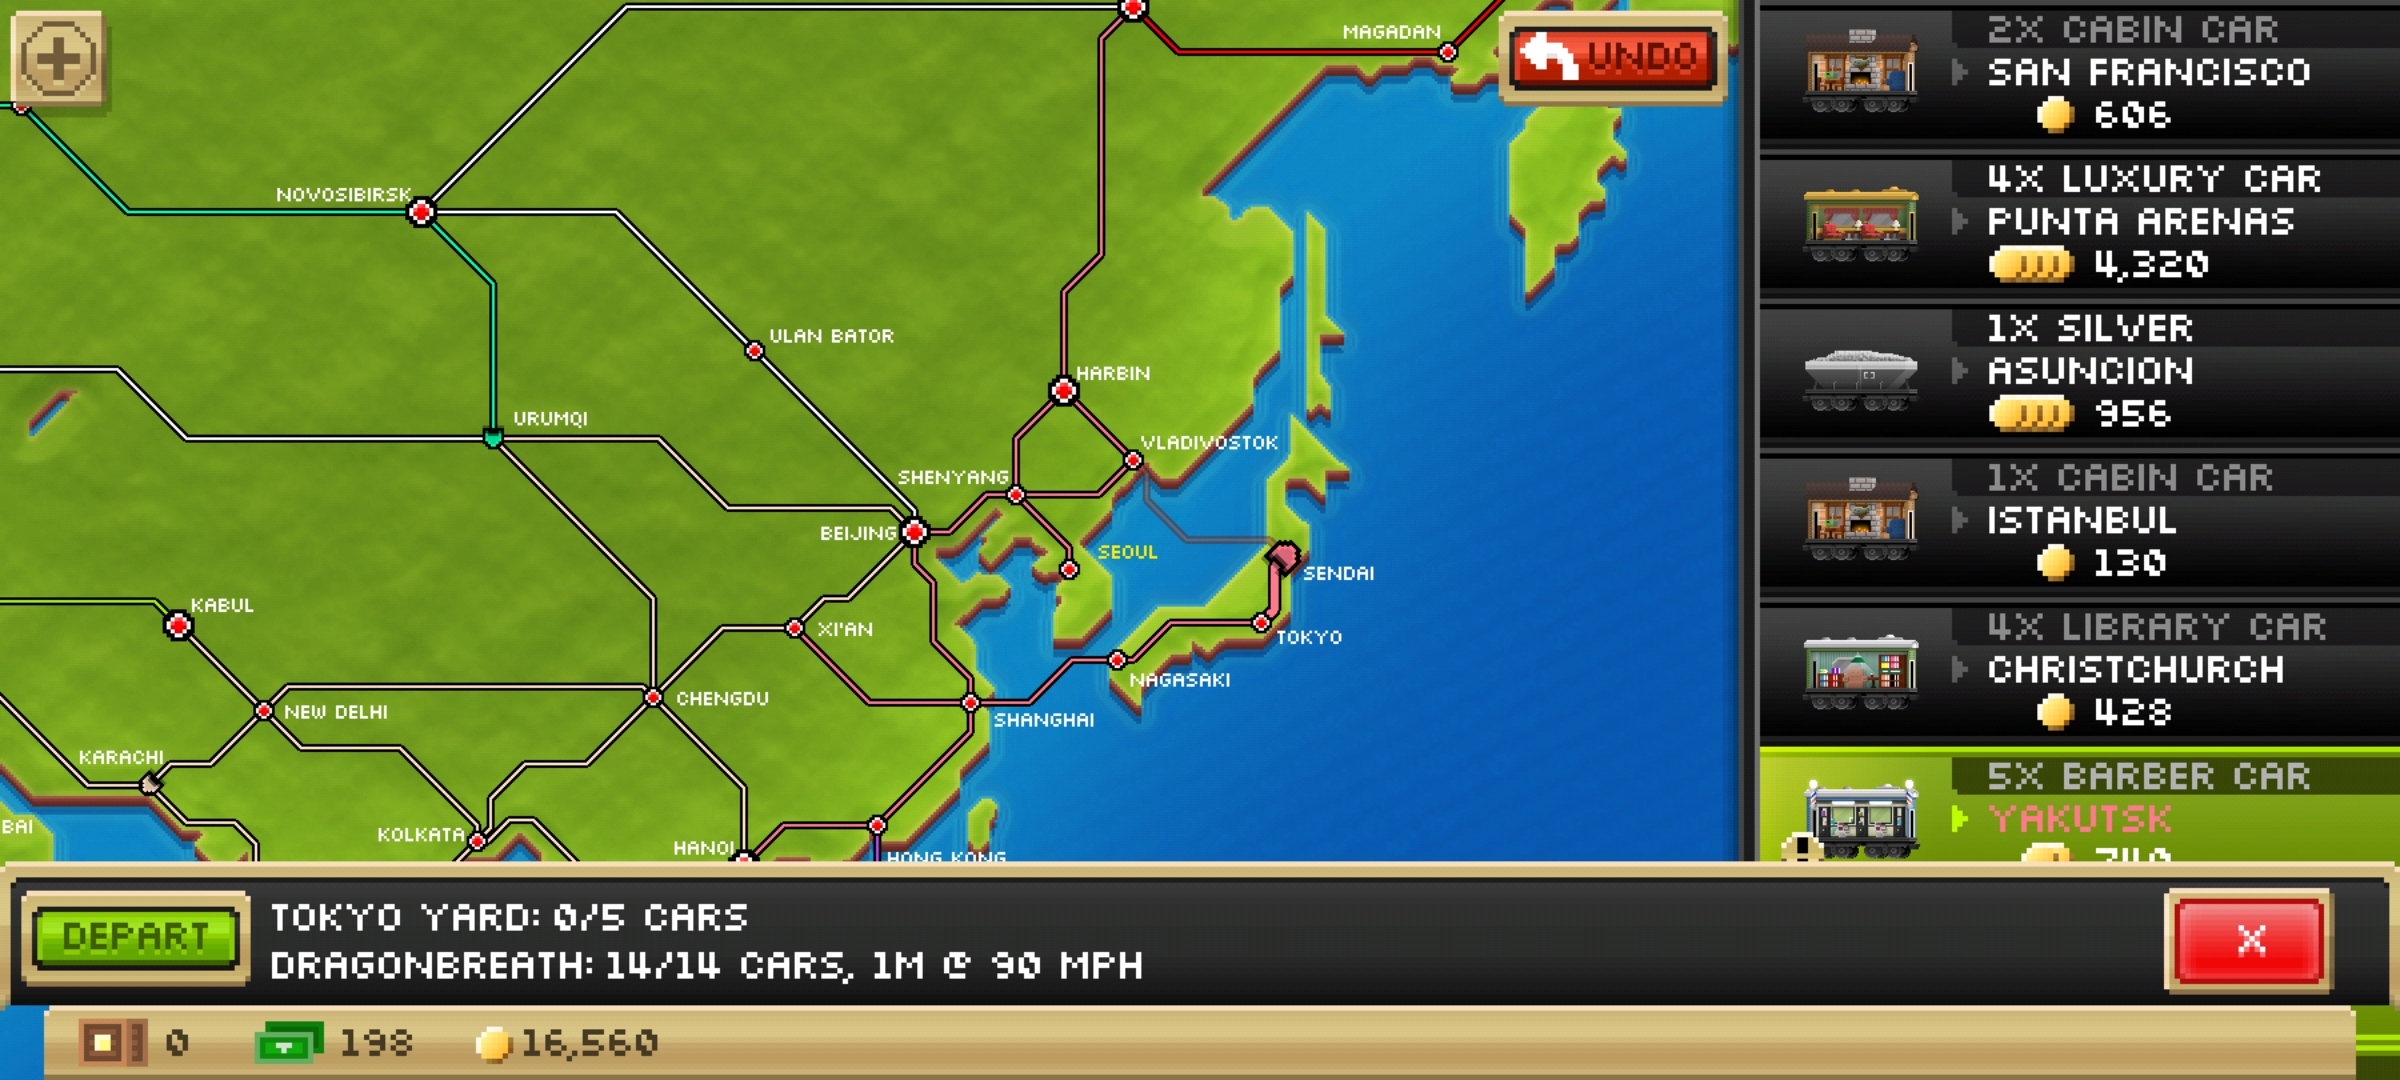 MAGADAN
UNDO
NOVOSIBIRSK
ULAN BATOR
HARBIN
URUMQI
VLADIVOSTOK
SHENYANG
BEIJING
SEOUL
SENDAI
KABUL
XI'AN
TOKYO
NAGASAKI
CHENGDU
NEW DELHI
SHANGHAI
KARACHI
BAI
KOLKATA
HANOI
HONG KONG
2X CABIN CAR
SAN FRANCISCO
606
4X LUXURY CAR
PUNTA ARENAS
4,320
1X SILVER
ASUNCION
956
1X CABIN CAR
ISTANBUL
130
4X LIBRARY CAR
CHRISTCHURCH
428
5X BARBER CAR
YAKUTSK
DEPART
TOKYO YARD: 0/5 CARS
DRAGONBREATH: 14/14 CARS, 1M @ 90 MPH
X
0
198
16,560